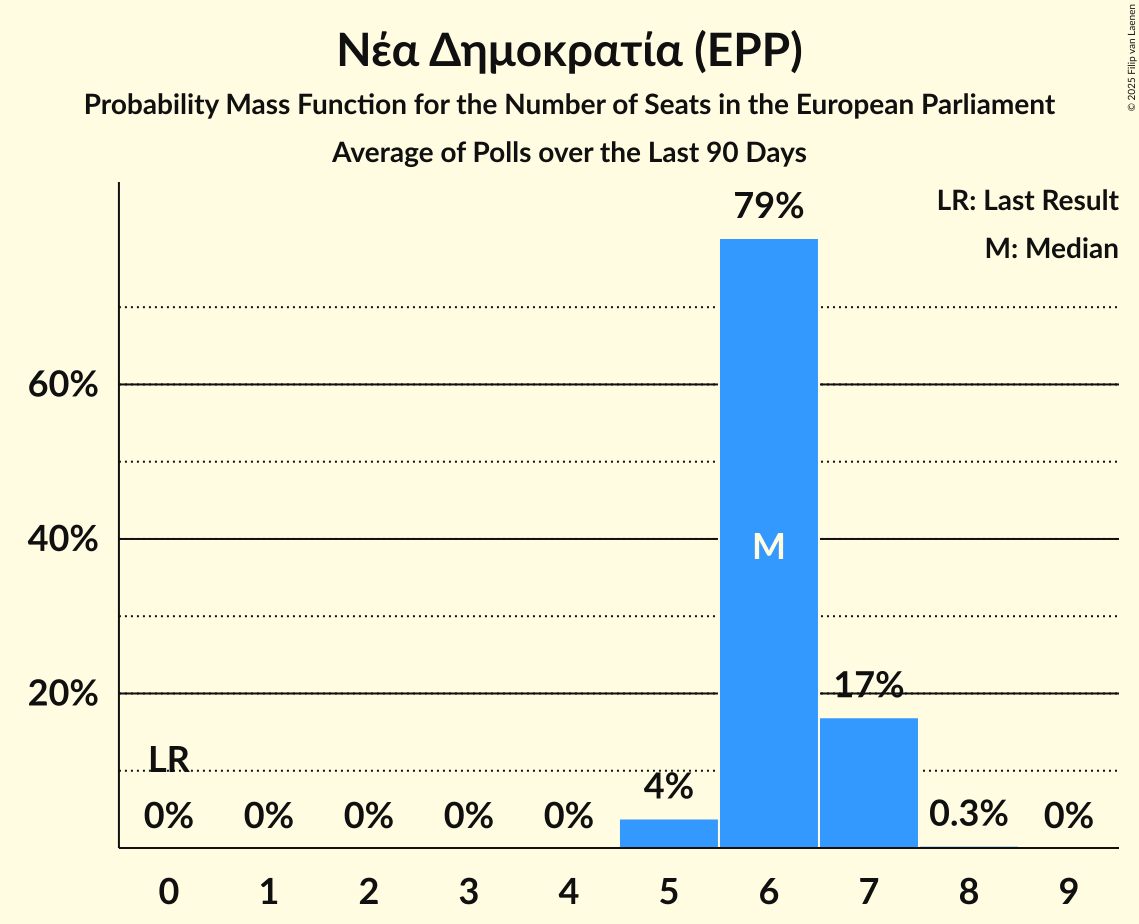 Νέα Δημοκρατία (EPP)
Probability Mass Function for the Number of Seats in the European Parliament
Average of Polls over the Last 90 Days
© 2025 Filip van Laenen
LR: Last Result
M: Median
79%
60%
40%
M
20%
17%
LR
4%
0% 0% 0% 0% 0% 0.3% 0%
0 1 2 3 4 5 6 7 8 9